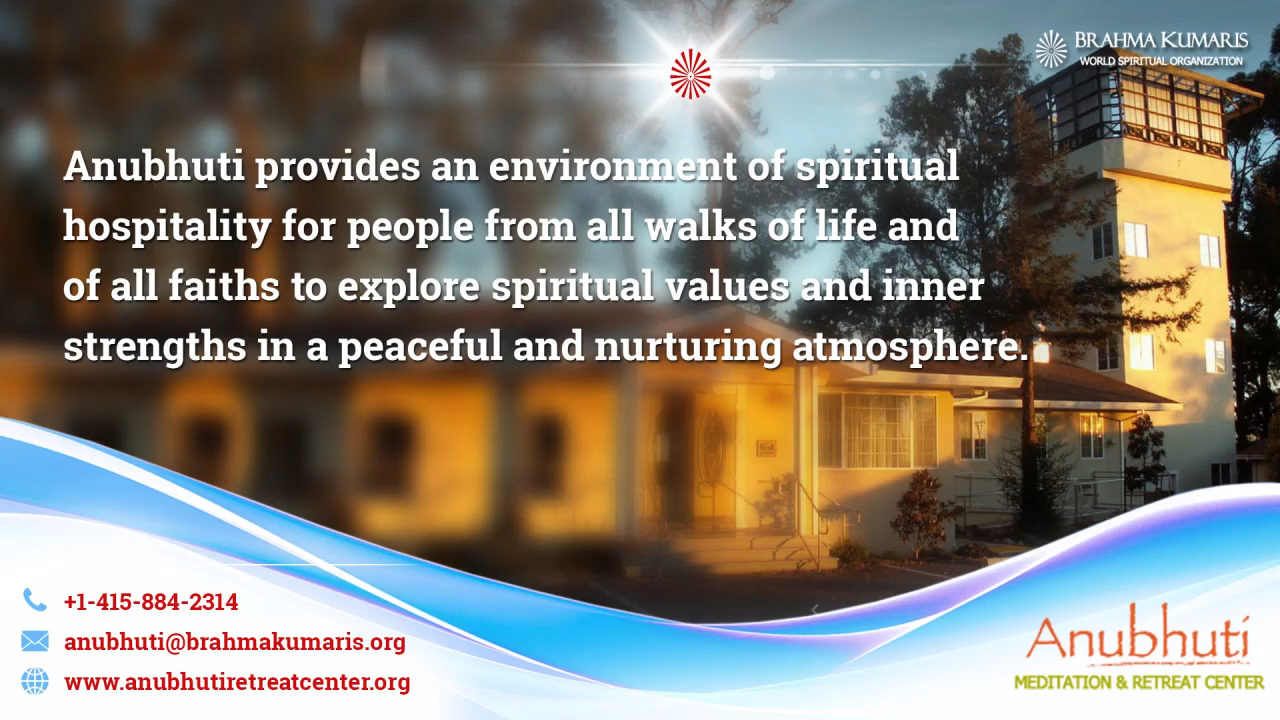 BRAHMA KUMARIS
WORLD SPIRITUAL ORGANIZATION
Anubhuti provides an environment of spiritual
hospitality for people from all walks of life and
of all faiths to explore spiritual values and inner
strengths in a peaceful and nurturing atmosphere.
+1-415-884-2314
anubhuti@brahmakumaris.org
www.anubhutiretreatcenter.org
Anubhuti
MEDITATION & RETREAT CENTER